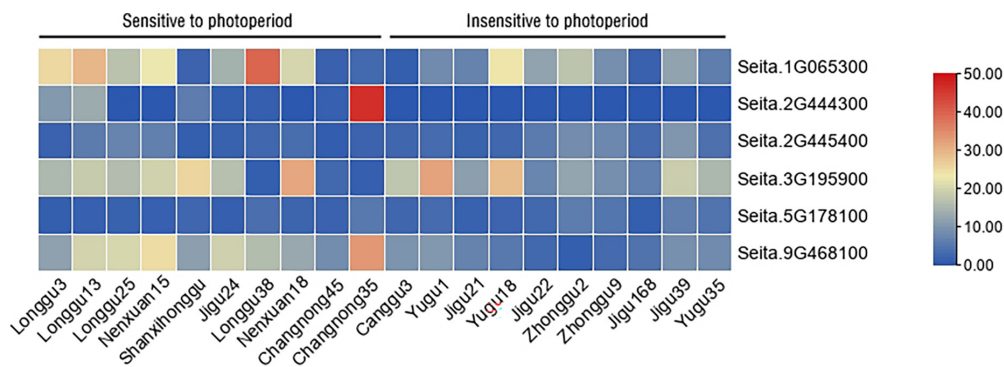 Sensitive to photoperiod
Insensitive to photoperiod
Seita.1G065300
Seita.2G444300
Seita.2G445400
Seita.3G195900
Seita.5G178100
Seita.9G468100
50.00
40.00
30.00
20.00
10.00
0.00
Longgu3
Longgu13
Longgu25
Nenxuan15
Shanxihonggu
Jigu24
Longgu38
Nenxuan18
Changnong45
Changnong35
Canggu3
Yugu1
Jigu21
Yugu18
Jigu22
Zhonggu2
Zhonggu9
Jigu168
Jigu39
Yugu35